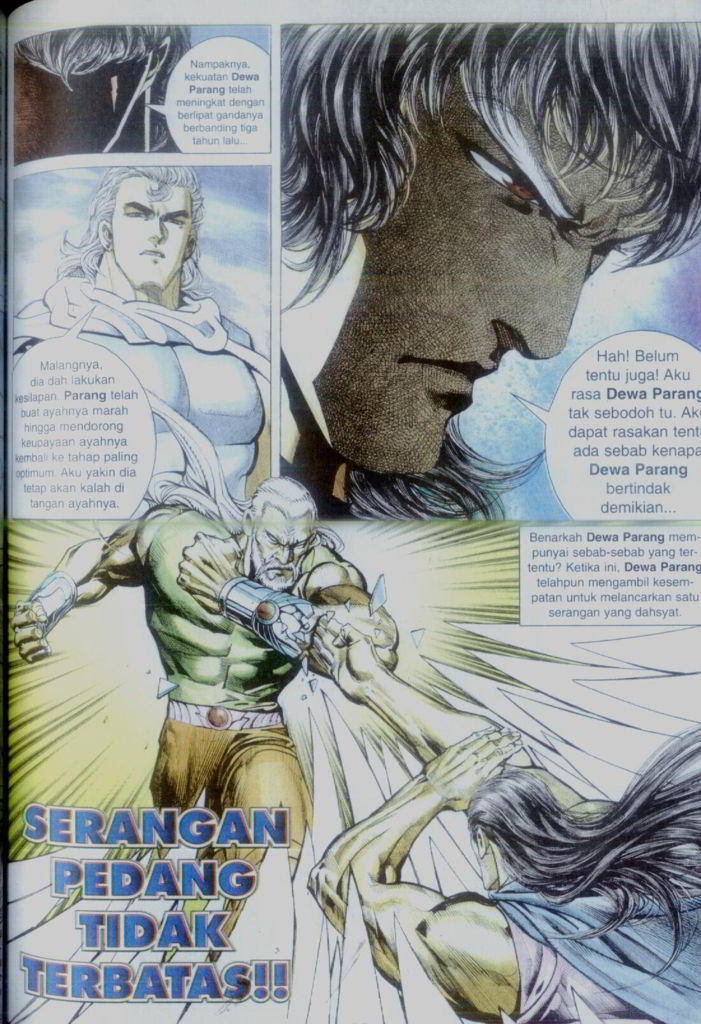 Nampaknya,
kekuatan Dewa
Parang telah
meningkat dengan
berlipat gandanya
berbanding tiga
tahun lalu...
Malangnya,
dia dah lakukan
kesilapan. Parang telah
buat ayahnya marah
hingga mendorong
keupayaan ayahnya
kembali ke tahap paling
optimum. Aku yakin dia
tetap akan kalah di
tangan ayahnya.
Hah! Belum
tentu juga! Aku
rasa Dewa Parang
tak sebodoh tu. Aku
dapat rasakan tentu
ada sebab kenapa
Dewa Parang
bertindak
demikian...
Benarkah Dewa Parang mem-
punyai sebab-sebab yang ter-
tentu? Ketika ini, Dewa Parang
telahpun mengambil kesem-
patan untuk melancarkan satu
serangan yang dahsyat.
SERANGAN
PEDANG
TIDAK
TERBATAS!!